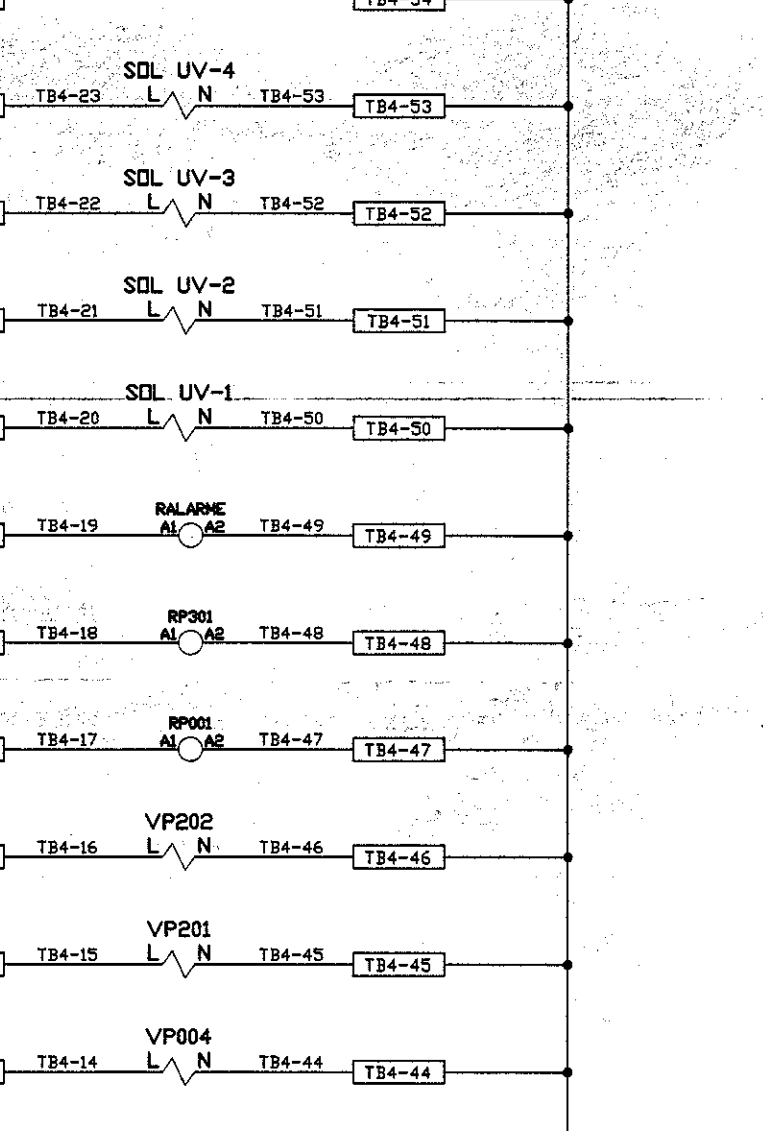 TB4-54
SOL UV-4
TB4-23 L N TB4-53 TB4-53
SOL UV-3
TB4-22 L N TB4-52 TB4-52
SOL UV-2
TB4-21 L N TB4-51 TB4-51
SOL UV-1
TB4-20 L N TB4-50 TB4-50
RALARME
TB4-19 A1 A2 TB4-49 TB4-49
RP301
TB4-18 A1 A2 TB4-48 TB4-48
RP001
TB4-17 A1 A2 TB4-47 TB4-47
VP202
TB4-16 L N TB4-46 TB4-46
VP201
TB4-15 L N TB4-45 TB4-45
VP004
TB4-14 L N TB4-44 TB4-44